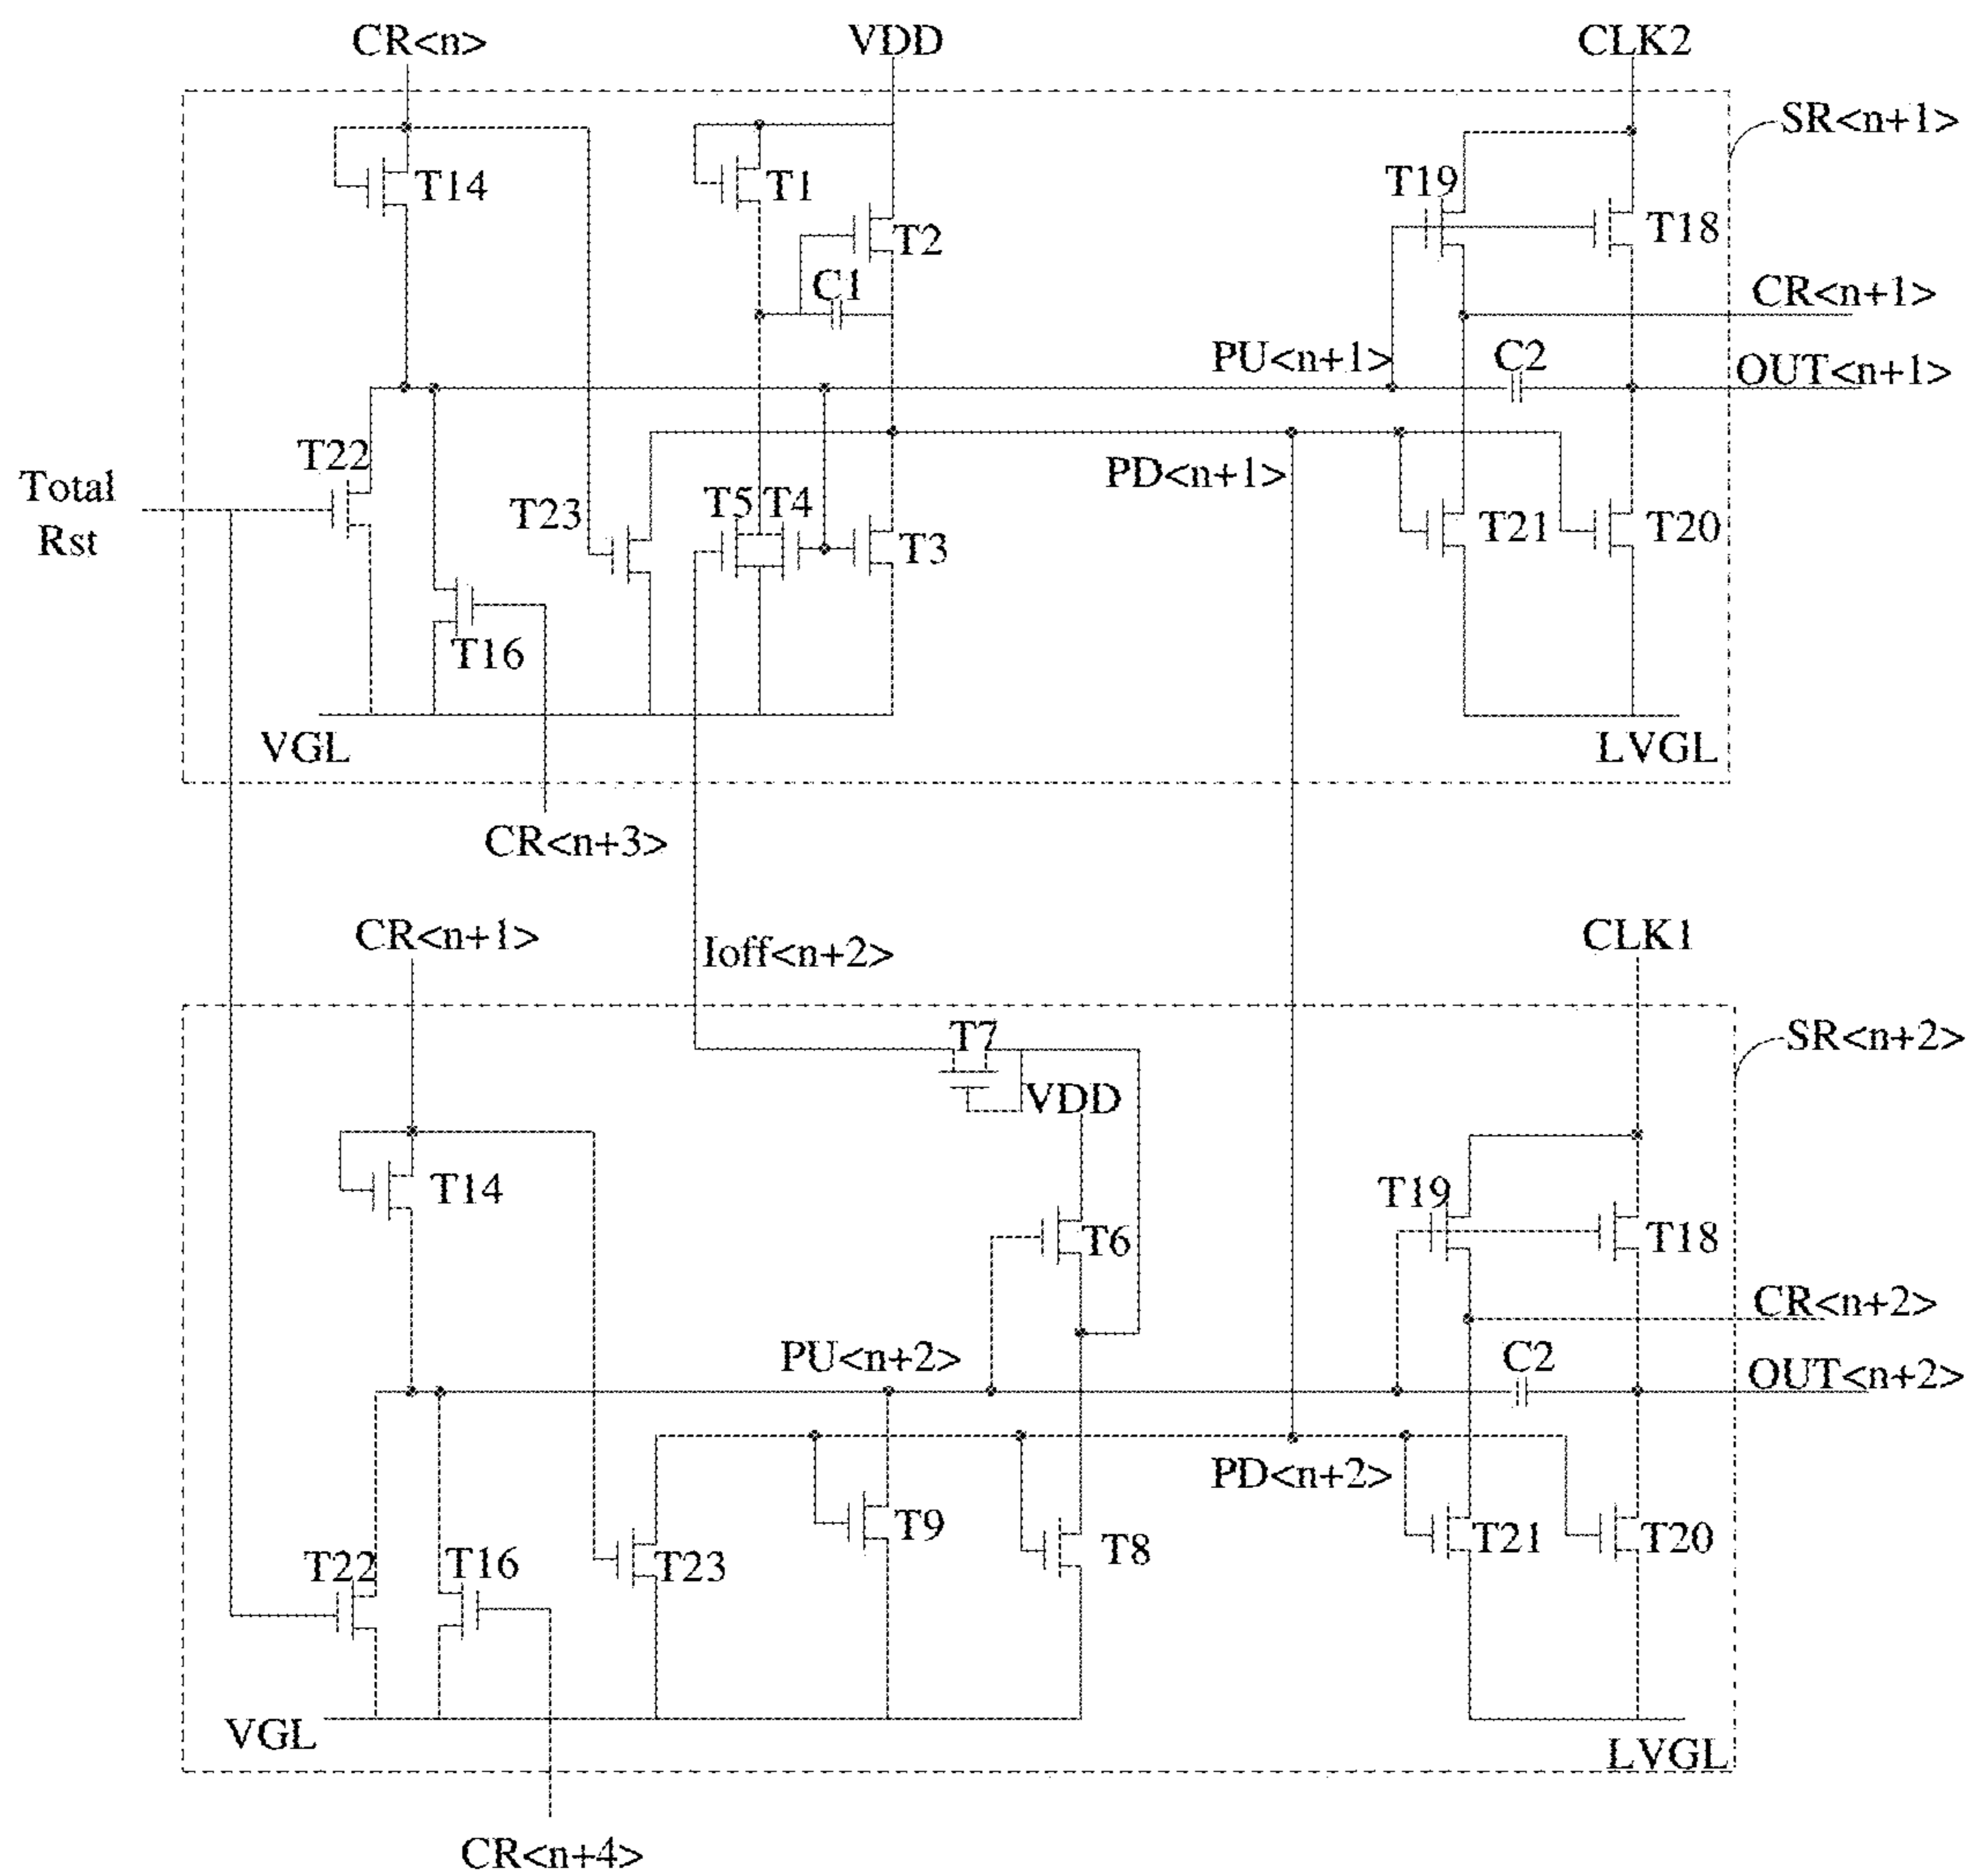 CR<n>
VDD
CLK2
SR<n+1>
T14
T1
T19
T18
T2
C1
CR<n+1>
PU<n+1>
C2
OUT<n+1>
T22
PD<n+1>
Total
Rst
T23
T5
T4
T3
T21
T20
T16
VGL
LVGL
CR<n+3>
CR<n+1>
Ioff<n+2>
CLK1
T7
SR<n+2>
VDD
T14
T19
T6
T18
CR<n+2>
PU<n+2>
C2
OUT<n+2>
PD<n+2>
T9
T22
T16
T23
T8
T21
T20
VGL
LVGL
CR<n+4>